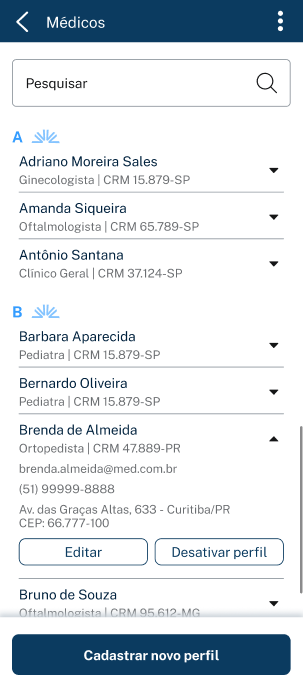 Médicos
Pesquisar
A
Adriano Moreira Sales
Ginecologista | CRM 15.879-SP
Amanda Siqueira
Oftalmologista | CRM 65.789-SP
Antônio Santana
Clínico Geral | CRM 37.124-SP
B
Barbara Aparecida
Pediatra | CRM 15.879-SP
Bernardo Oliveira
Pediatra | CRM 15.879-SP
Brenda de Almeida
Ortopedista | CRM 47.889-PR
brenda.almeida@med.com.br
(51) 99999-8888
Av. das Graças Altas, 633 - Curitiba/PR
CEP: 66.777-100
Editar
Desativar perfil
Bruno de Souza
Oftalmologista | CRM 95.612-MG
Cadastrar novo perfil